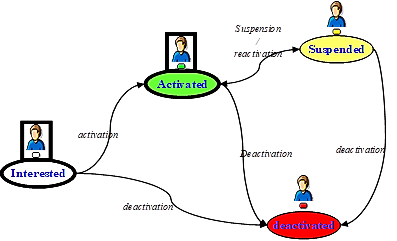 Suspension
/
reactivation
Suspended
Activated
activation
Deactivation
deactivation
Interested
deactivation
deactivated